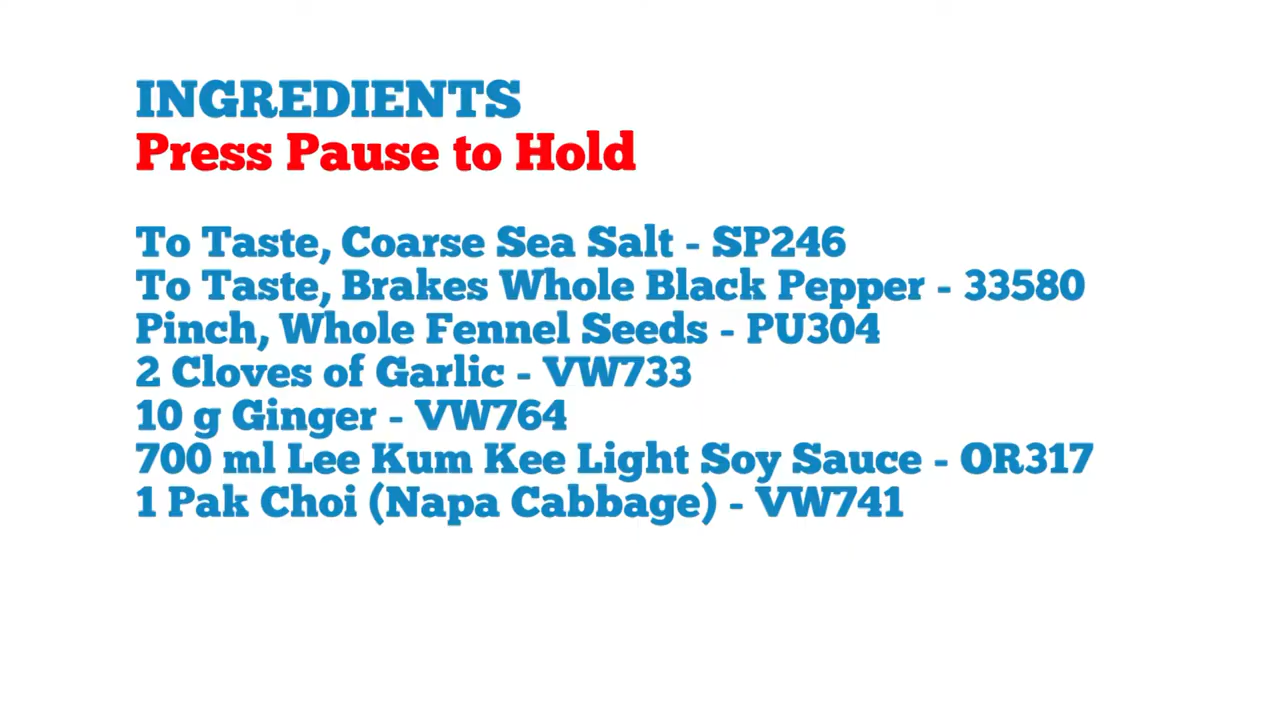 INGREDIENTS
Press Pause to Hold
To Taste, Coarse Sea Salt - SP246
To Taste, Brakes Whole Black Pepper - 33580
Pinch, Whole Fennel Seeds - PU304
2 Cloves of Garlic - VW733
10 g Ginger - VW764
700 ml Lee Kum Kee Light Soy Sauce - OR317
1 Pak Choi (Napa Cabbage) - VW741